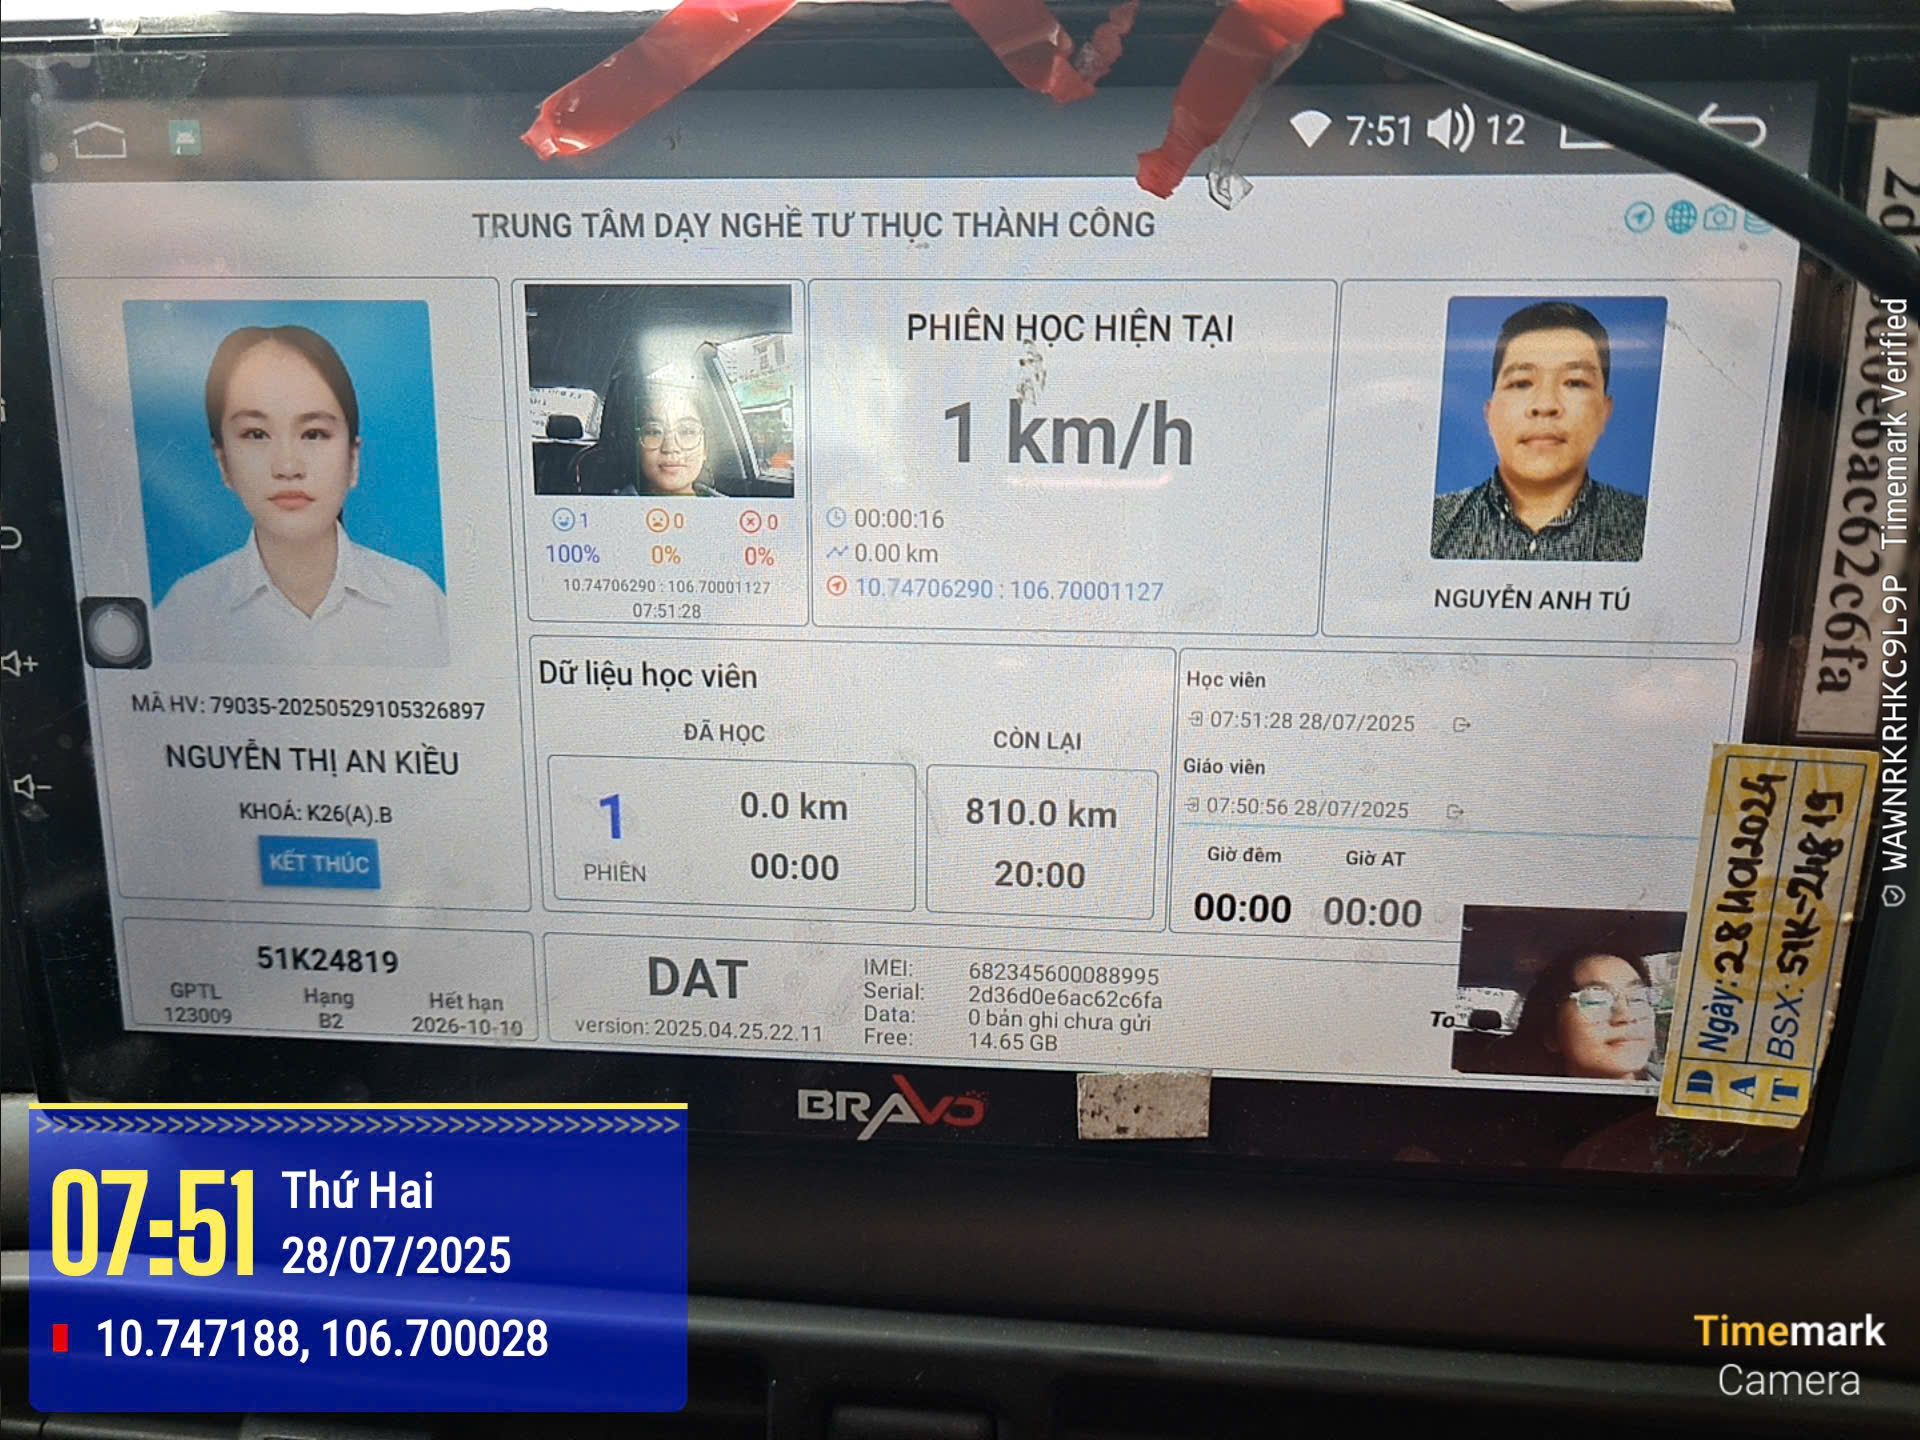 7:51 12
TRUNG TÂM DẠY NGHỀ TƯ THỤC THÀNH CÔNG
MÃ HV: 79035-20250529105326897
NGUYỄN THỊ AN KIỀU
KHOÁ: K26(A).B
KẾT THÚC
1 0 0
100% 0% 0%
10.74706290 : 106.70001127
07:51:28
PHIÊN HỌC HIỆN TẠI
1 km/h
00:00:16
0.00 km
10.74706290 : 106.70001127
NGUYỄN ANH TÚ
Dữ liệu học viên
ĐÃ HỌC
1
PHIÊN
0.0 km
00:00
CÒN LẠI
810.0 km
20:00
Học viên
07:51:28 28/07/2025
Giáo viên
07:50:56 28/07/2025
Giờ đêm Giờ AT
00:00 00:00
51K24819
GPTL Hạng Hết hạn
123009 B2 2026-10-10
DAT
version: 2025.04.25.22.11
IMEI: 682345600088995
Serial: 2d36d0e6ac62c6fa
Data: 0 bản ghi chưa gửi
Free: 14.65 GB
To
BRAVO
DAT
Ngày: 28/10/2024
BSX: 51K-24819
WAWNRKRHKC9L9P Timemark Verified
07:51
Thứ Hai
28/07/2025
10.747188, 106.700028
Timemark
Camera